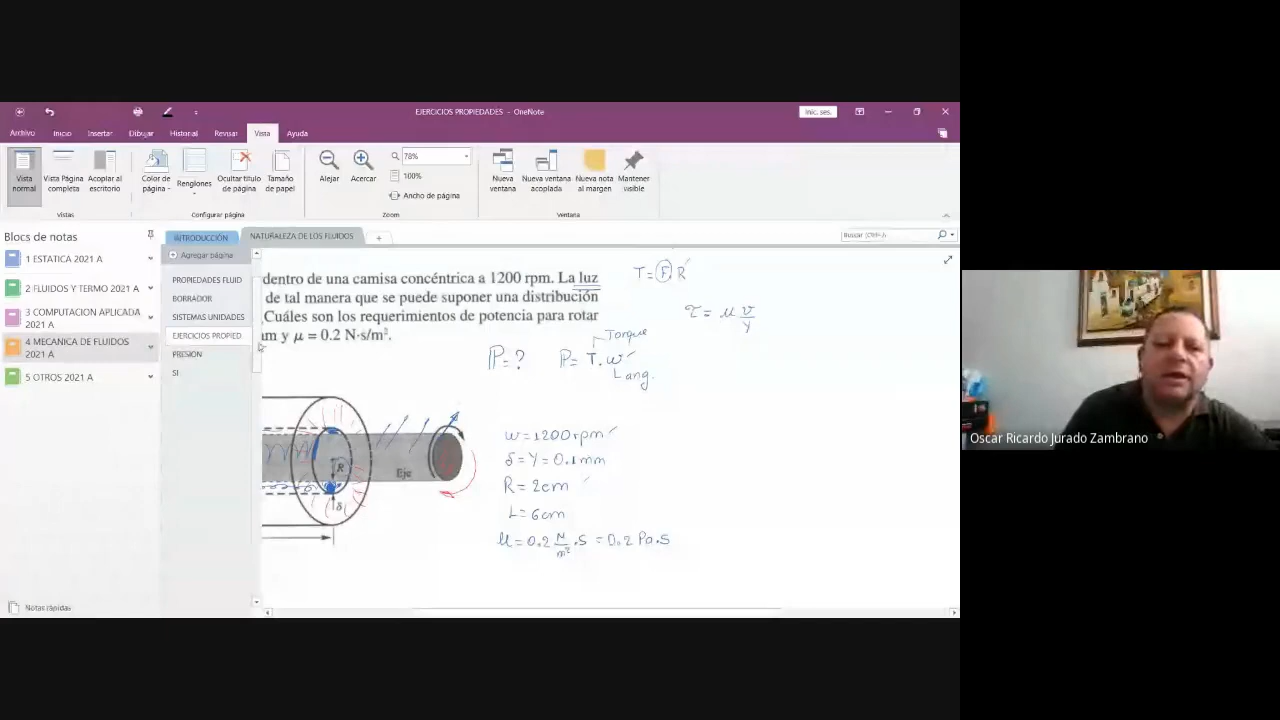 EJERCICIOS PROPIEDADES - OneNote
Inic. ses.
Archivo Inicio Insertar Dibujar Historial Revisar Vista Ayuda
Vista normal
Vista Página completa
Acoplar al escritorio
Color de página
Renglones
Ocultar título de página
Tamaño de papel
Alejar
Acercar
78%
100%
Ancho de página
Nueva ventana
Nueva ventana acoplada
Nueva nota al margen
Mantener visible
Vistas
Configurar página
Zoom
Ventana
Blocs de notas
INTRODUCCIÓN
NATURALEZA DE LOS FLUIDOS
Buscar (Ctrl+J)
1 ESTATICA 2021 A
2 FLUIDOS Y TERMO 2021 A
3 COMPUTACION APLICADA 2021 A
4 MECANICA DE FLUIDOS 2021 A
5 OTROS 2021 A
Notas rápidas
Agregar página
PROPIEDADES FLUID
BORRADOR
SISTEMAS UNIDADES
EJERCICIOS PROPIED
PRESION
SI
dentro de una camisa concéntrica a 1200 rpm. La luz
de tal manera que se puede suponer una distribución
Cuáles son los requerimientos de potencia para rotar
am y μ = 0.2 N·s/m².
T = F. R
τ = μ v/y
Torque
P = ?
P = T. w
ang.
w = 1200 rpm
δ = Y = 0.1 mm
R = 2cm
L = 6cm
μ = 0.2 N/m² . S = 0.2 Pa.S
R
Eje
δ
Oscar Ricardo Jurado Zambrano